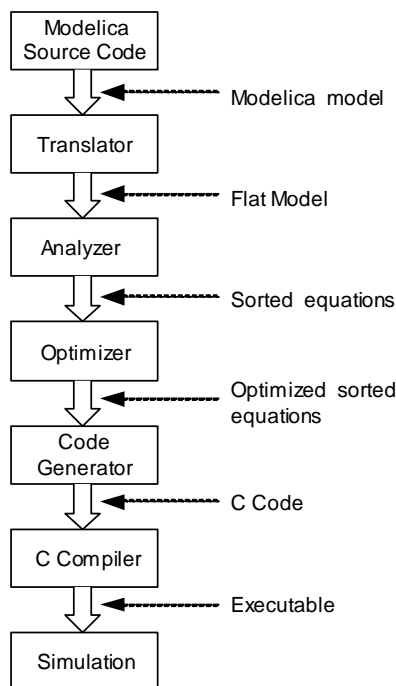 Modelica
Source Code
Modelica model
Translator
Flat Model
Analyzer
Sorted equations
Optimizer
Optimized sorted
equations
Code
Generator
C Code
C Compiler
Executable
Simulation